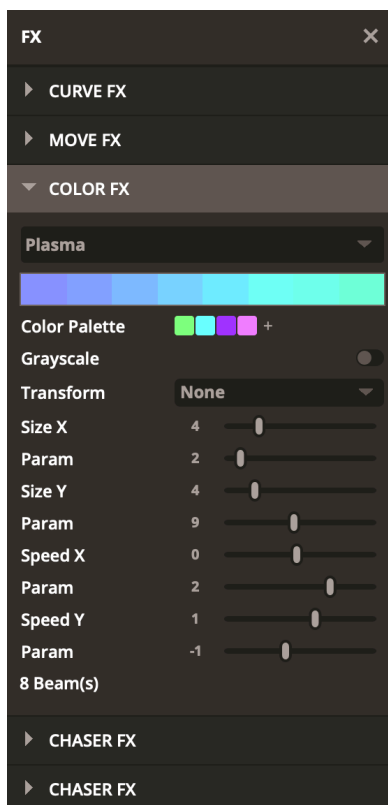 FX
CURVE FX
MOVE FX
COLOR FX
Plasma
Color Palette +
Grayscale
Transform None
Size X 4
Param 2
Size Y 4
Param 9
Speed X 0
Param 2
Speed Y 1
Param -1
8 Beam(s)
CHASER FX
CHASER FX